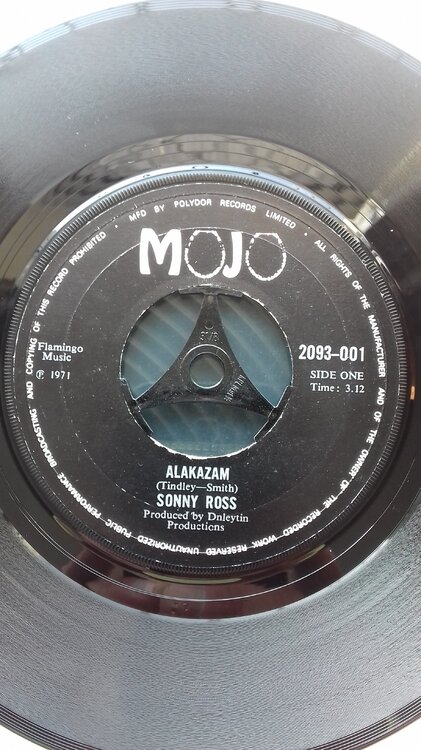 MFD BY POLYDOR RECORDS LIMITED · ALL RIGHTS OF THE MANUFACTURER AND OF THE OWNER OF THE RECORDED WORK RESERVED UNAUTHORIZED PUBLIC PERFORMANCE BROADCASTING AND COPYING OF THIS RECORD PROHIBITED ·
MOJO
Flamingo
Music
℗ 1971
2093–001
SIDE ONE
Time: 3.12
ALAKAZAM
(Tindley—Smith)
SONNY ROSS
Produced by Dnleytin
Productions